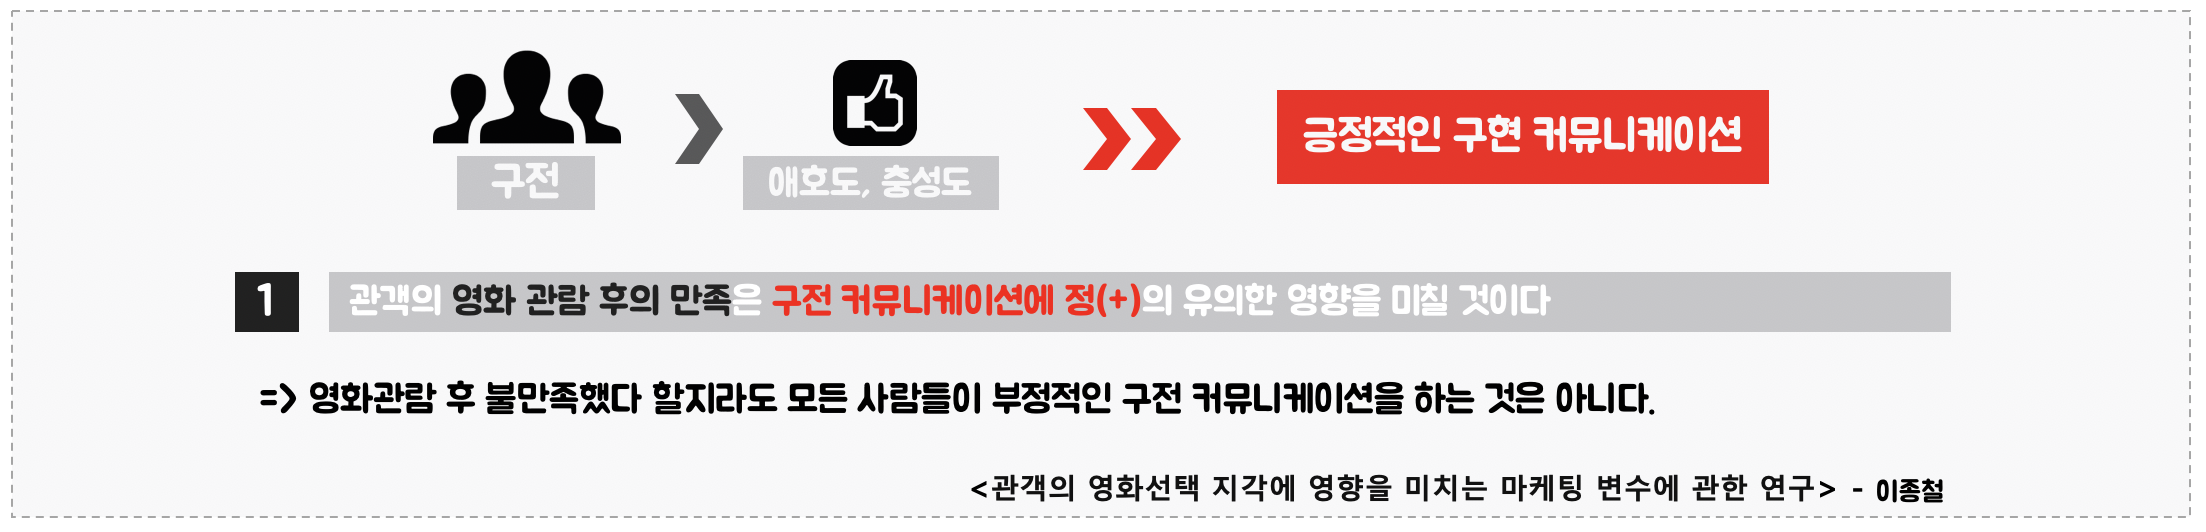 구전
애호도, 충성도
긍정적인 구현 커뮤니케이션
1
관객의 영화 관람 후의 만족은 구전 커뮤니케이션에 정(+)의 유의한 영향을 미칠 것이다
=> 영화관람 후 불만족했다 할지라도 모든 사람들이 부정적인 구전 커뮤니케이션을 하는 것은 아니다.
<관객의 영화선택 지각에 영향을 미치는 마케팅 변수에 관한 연구> - 이종철